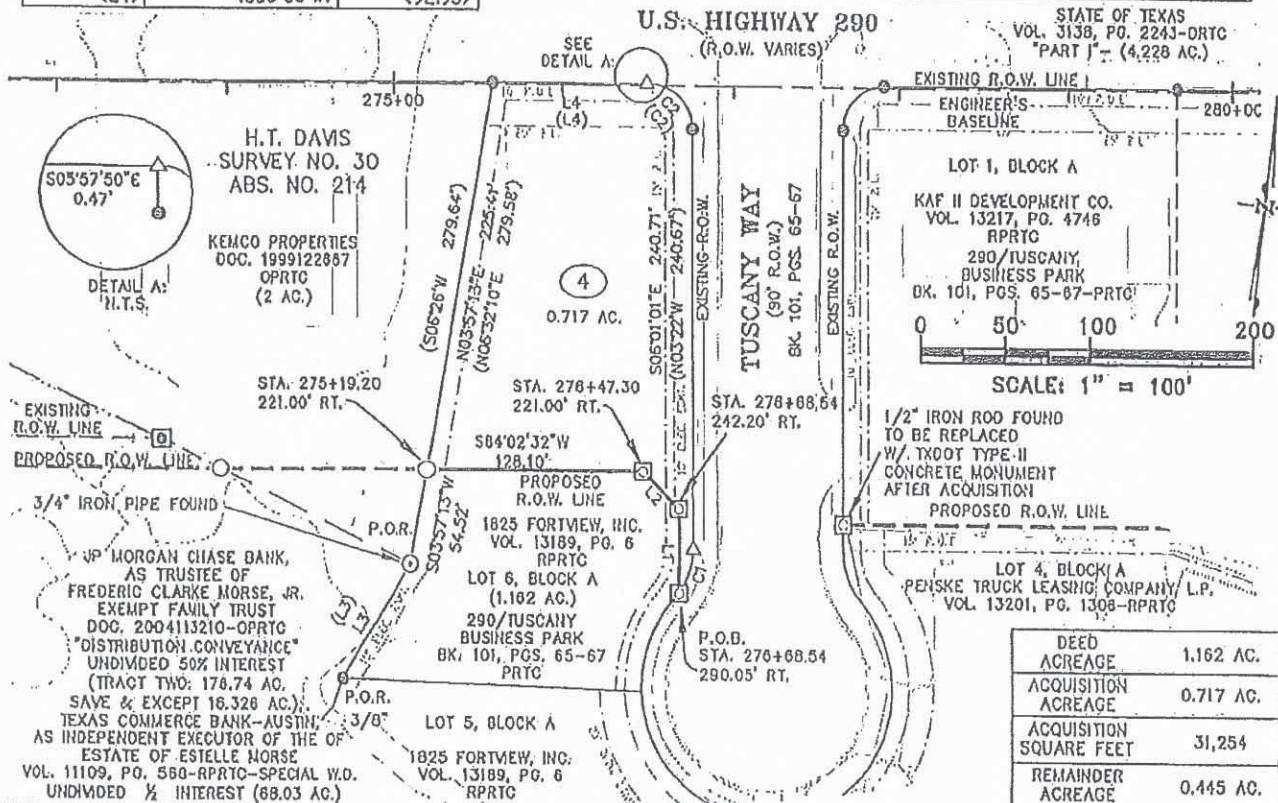 U.S. HIGHWAY 290
(R.O.W. VARIES)
STATE OF TEXAS
VOL. 3138, PG. 2243-DRTC
"PART 1" - (4.228 AC.)
SEE
DETAIL A:
275+00
EXISTING R.O.W. LINE
ENGINEER'S
BASELINE
L4
(L4)
C2
(C2)
S05°57'50"E
0.47'
DETAIL A:
N.T.S.
H.T. DAVIS
SURVEY NO. 30
ABS. NO. 214
KEMCO PROPERTIES
DOC. 1999122887
OPRTC
(2 AC.)
(S06°26'W 279.64')
N03°57'13"E 225.41'
(N06°32'10"E 279.58')
4
0.717 AC.
S06°01'01"E 240.71'
(N03°22'W 240.67')
EXISTING R.O.W.
TUSCANY WAY
(90' R.O.W.)
BK. 101, PGS. 65-67
EXISTING R.O.W.
LOT 1, BLOCK A
KAF II DEVELOPMENT CO.
VOL. 13217, PG. 4746
RPRTC
290/TUSCANY
BUSINESS PARK
BK. 101, PGS. 65-67-PRTC
N
0 50 100 200
SCALE: 1" = 100'
STA. 275+19.20
221.00' RT.
STA. 276+47.30
221.00' RT.
STA. 276+68.54
242.20' RT.
EXISTING
R.O.W. LINE
PROPOSED R.O.W. LINE
S84°02'32"W
128.10'
PROPOSED
R.O.W. LINE
L2
3/4" IRON PIPE FOUND
P.O.R.
S03°57'13"W
54.52'
1825 FORTVIEW, INC.
VOL. 13189, PG. 6
RPRTC
LOT 6, BLOCK A
(1.162 AC.)
290/TUSCANY
BUSINESS PARK
BK. 101, PGS. 65-67
PRTC
L1
C1
1/2" IRON ROD FOUND
TO BE REPLACED
W/ TXDOT TYPE II
CONCRETE MONUMENT
AFTER ACQUISITION
PROPOSED R.O.W. LINE
LOT 4, BLOCK A
PENSKE TRUCK LEASING COMPANY L.P.
VOL. 13201, PG. 1308-RPRTC
JP MORGAN CHASE BANK,
AS TRUSTEE OF
FREDERIC CLARKE MORSE, JR.
EXEMPT FAMILY TRUST
DOC. 2004113210-OPRTC
"DISTRIBUTION CONVEYANCE"
UNDIVIDED 50% INTEREST
(TRACT TWO: 178.74 AC.
SAVE & EXCEPT 16.326 AC.)
TEXAS COMMERCE BANK-AUSTIN,
AS INDEPENDENT EXECUTOR OF THE OF
ESTATE OF ESTELLE MORSE
VOL. 11109, PG. 560-RPRTC-SPECIAL W.D.
UNDIVIDED ½ INTEREST (68.03 AC.)
(L3)
L3
P.O.R.
3/8"
P.O.B.
STA. 276+68.54
290.05' RT.
LOT 5, BLOCK A
1825 FORTVIEW, INC.
VOL. 13189, PG. 6
RPRTC
DEED
ACREAGE 1.162 AC.
ACQUISITION
ACREAGE 0.717 AC.
ACQUISITION
SQUARE FEET 31,254
REMAINDER
ACREAGE 0.445 AC.